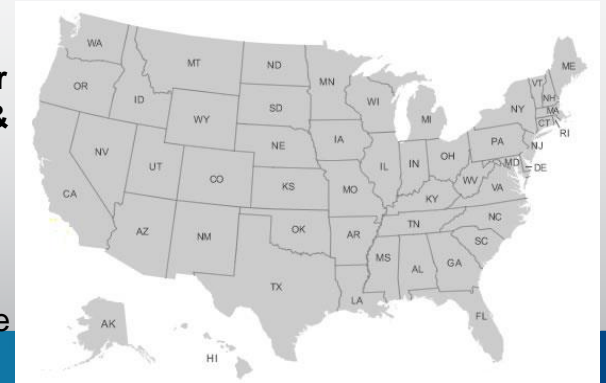 r
&
e
WA
MT
ND
MN
ME
OR
ID
SD
WI
VT
NH
NY
MA
CT
RI
WY
MI
IA
PA
NJ
NE
NV
OH
IL
IN
MD
DE
UT
CO
WV
VA
KS
MO
KY
CA
NC
TN
OK
AZ
NM
AR
SC
MS
AL
GA
TX
LA
FL
AK
HI